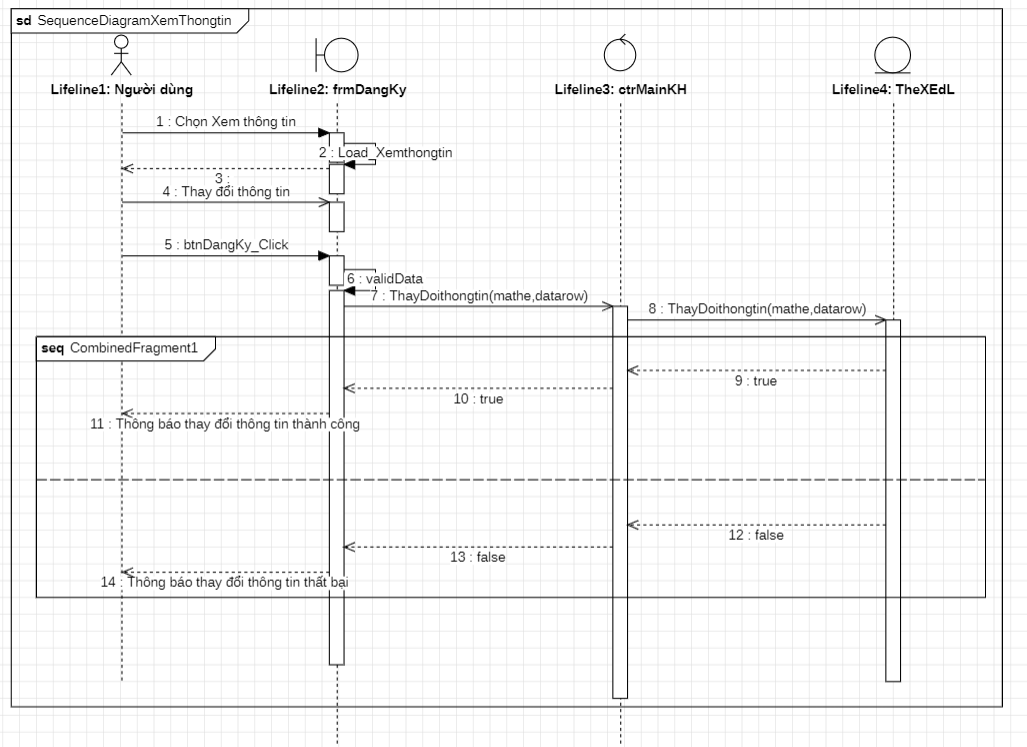 sd SequenceDiagramXemThongtin
Lifeline1: Người dùng
Lifeline2: frmDangKy
Lifeline3: ctrMainKH
Lifeline4: TheXEdL
1 : Chọn Xem thông tin
2 : Load_Xemthongtin
3 :
4 : Thay đổi thông tin
5 : btnDangKy_Click
6 : validData
7 : ThayDoithongtin(mathe,datarow)
8 : ThayDoithongtin(mathe,datarow)
seq CombinedFragment1
9 : true
10 : true
11 : Thông báo thay đổi thông tin thành công
12 : false
13 : false
14 : Thông báo thay đổi thông tin thất bại